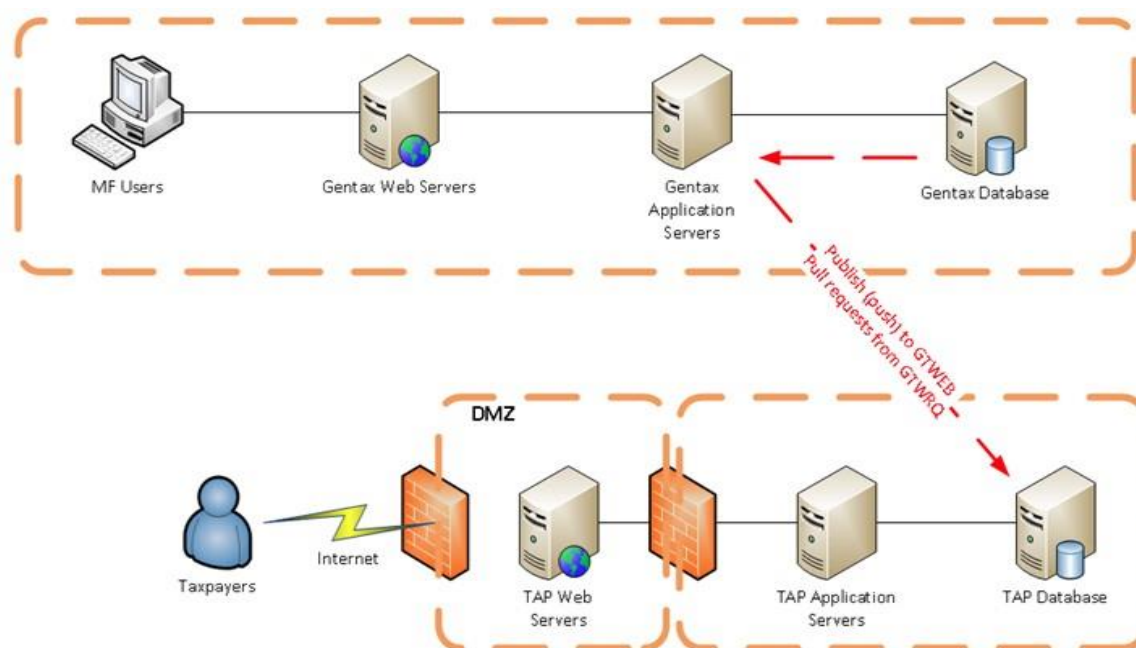 MF Users
Gentax Web Servers
Gentax
Application
Servers
Gentax Database
Publish (push) to GTWEB
Pull requests from GTWRQ
DMZ
Taxpayers
Internet
TAP Web
Servers
TAP Application
Servers
TAP Database